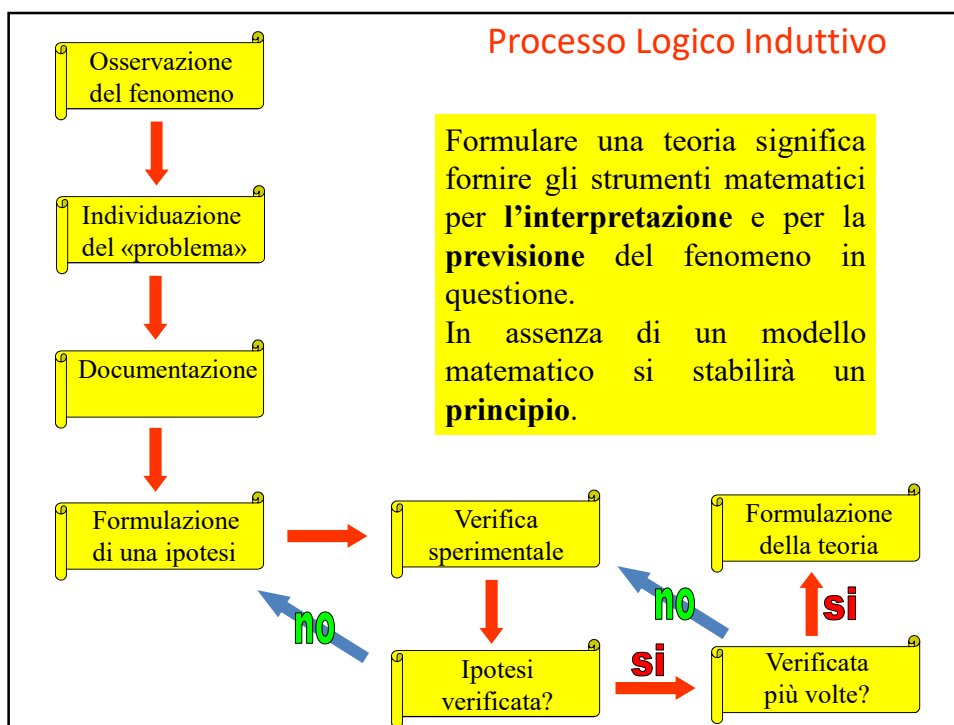 Processo Logico Induttivo
Osservazione
del fenomeno
Individuazione
del «problema»
Documentazione
Formulare una teoria significa
fornire gli strumenti matematici
per l’interpretazione e per la
previsione del fenomeno in
questione.
In assenza di un modello
matematico si stabilirà un
principio.
Formulazione
di una ipotesi
Verifica
sperimentale
Formulazione
della teoria
no
no
si
Ipotesi
verificata?
si
Verificata
più volte?